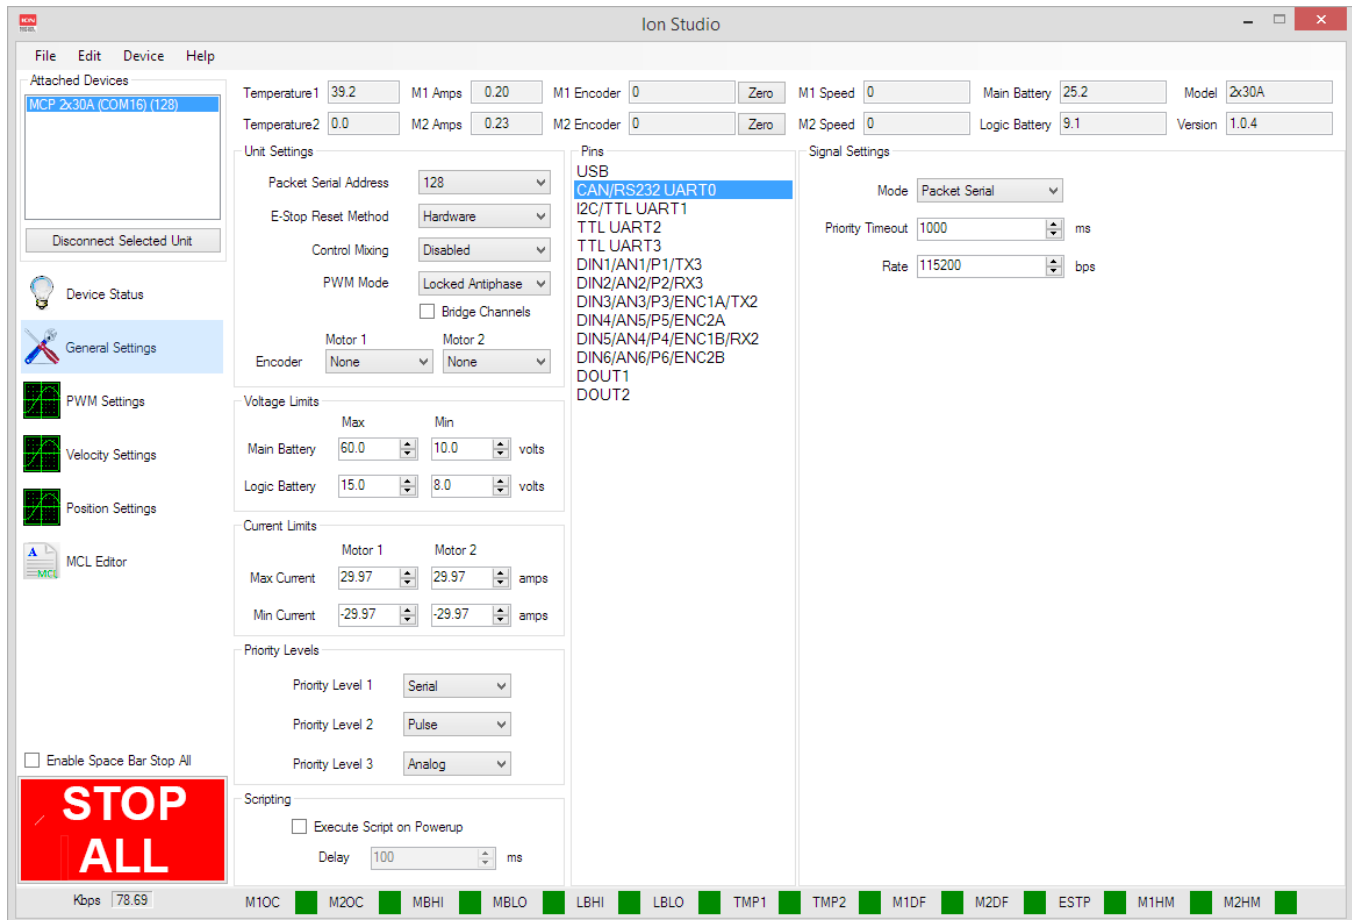 Ion Studio
File Edit Device Help
Attached Devices
MCP 2x30A (COM16) (128)
Disconnect Selected Unit
Device Status
General Settings
PWM Settings
Velocity Settings
Position Settings
MCL Editor
Enable Space Bar Stop All
STOP
ALL
Kbps 78.69
Temperature1 39.2 M1 Amps 0.20 M1 Encoder 0 Zero M1 Speed 0 Main Battery 25.2 Model 2x30A
Temperature2 0.0 M2 Amps 0.23 M2 Encoder 0 Zero M2 Speed 0 Logic Battery 9.1 Version 1.0.4
Unit Settings
Packet Serial Address 128
E-Stop Reset Method Hardware
Control Mixing Disabled
PWM Mode Locked Antiphase
Bridge Channels
Motor 1 Motor 2
Encoder None None
Voltage Limits
Max Min
Main Battery 60.0 10.0 volts
Logic Battery 15.0 8.0 volts
Current Limits
Motor 1 Motor 2
Max Current 29.97 29.97 amps
Min Current -29.97 -29.97 amps
Priority Levels
Priority Level 1 Serial
Priority Level 2 Pulse
Priority Level 3 Analog
Scripting
Execute Script on Powerup
Delay 100 ms
Pins
USB
CAN/RS232 UART0
I2C/TTL UART1
TTL UART2
TTL UART3
DIN1/AN1/P1/TX3
DIN2/AN2/P2/RX3
DIN3/AN3/P3/ENC1A/TX2
DIN4/AN5/P5/ENC2A
DIN5/AN4/P4/ENC1B/RX2
DIN6/AN6/P6/ENC2B
DOUT1
DOUT2
Signal Settings
Mode Packet Serial
Priority Timeout 1000 ms
Rate 115200 bps
M1OC M2OC MBHI MBLO LBHI LBLO TMP1 TMP2 M1DF M2DF ESTP M1HM M2HM